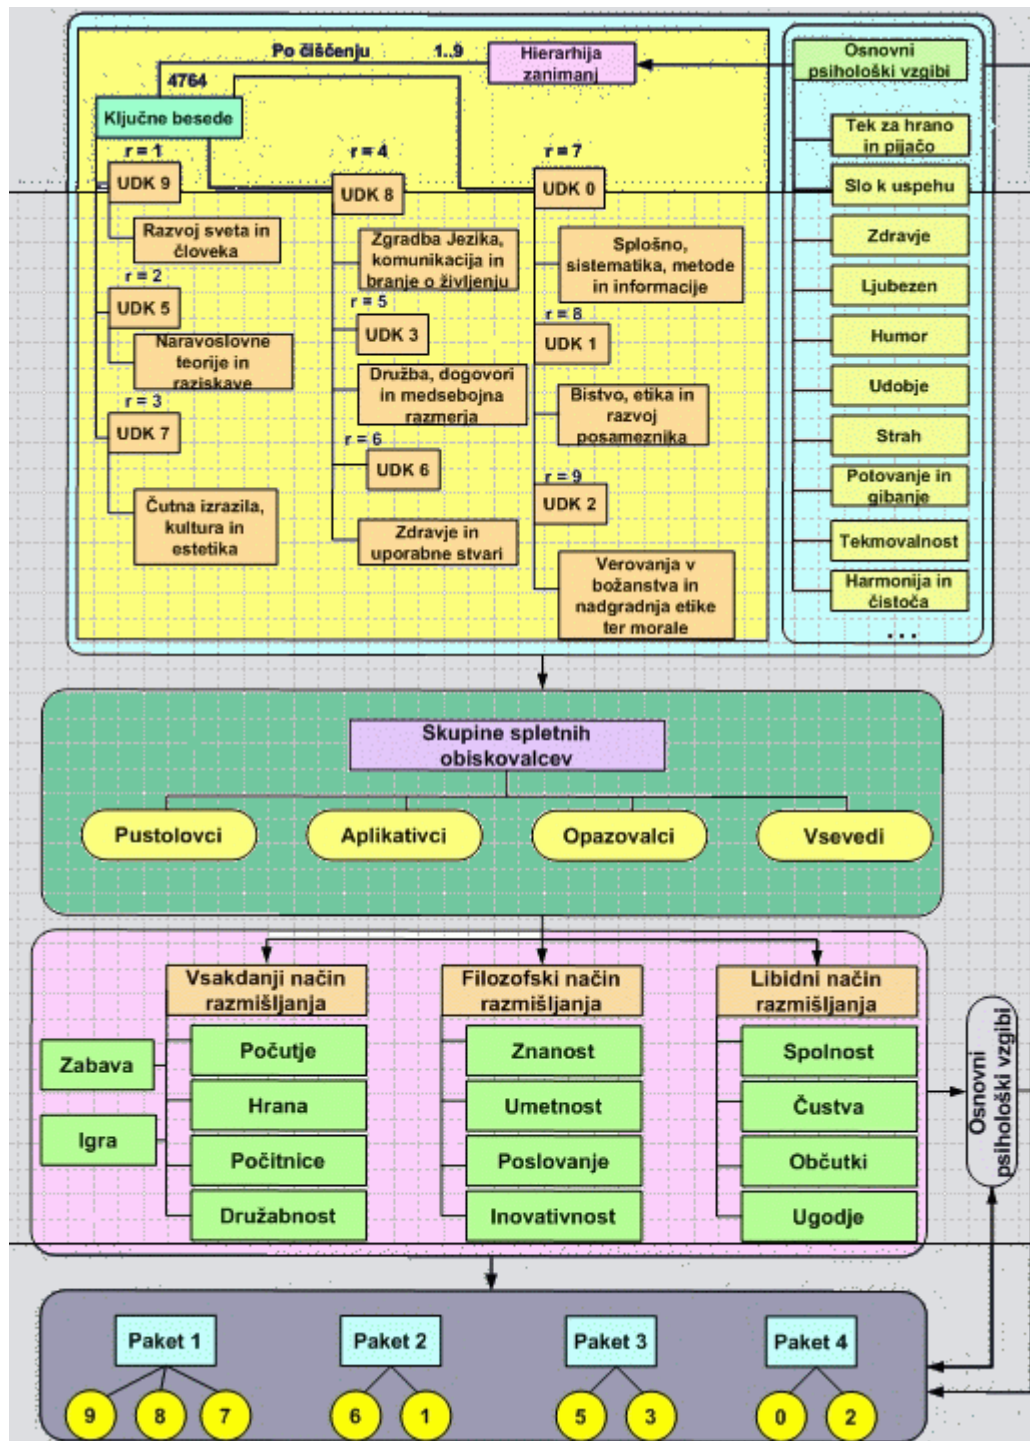 Po čiščenju
1..9
Hierarhija
zanimanj
4764
Ključne besede
r = 1
UDK 9
Razvoj sveta in
človeka
r = 2
UDK 5
Naravoslovne
teorije in
raziskave
r = 3
UDK 7
Čutna izrazila,
kultura in
estetika
r = 4
UDK 8
Zgradba Jezika,
komunikacija in
branje o življenju
r = 5
UDK 3
Družba, dogovori
in medsebojna
razmerja
r = 6
UDK 6
Zdravje in
uporabne stvari
r = 7
UDK 0
Splošno,
sistematika, metode
in informacije
r = 8
UDK 1
Bistvo, etika in
razvoj
posameznika
r = 9
UDK 2
Verovanja v
božanstva in
nadgradnja etike
ter morale
Osnovni
psihološki vzgibi
Tek za hrano
in pijačo
Slo k uspehu
Zdravje
Ljubezen
Humor
Udobje
Strah
Potovanje in
gibanje
Tekmovalnost
Harmonija in
čistoča
...
Skupine spletnih
obiskovalcev
Pustolovci
Aplikativci
Opazovalci
Vsevedi
Vsakdanji način
razmišljanja
Zabava
Igra
Počutje
Hrana
Počitnice
Družabnost
Filozofski način
razmišljanja
Znanost
Umetnost
Poslovanje
Inovativnost
Libidni način
razmišljanja
Spolnost
Čustva
Občutki
Ugodje
Osnovni
psihološki vzgibi
Paket 1
9
8
7
Paket 2
6
1
Paket 3
5
3
Paket 4
0
2